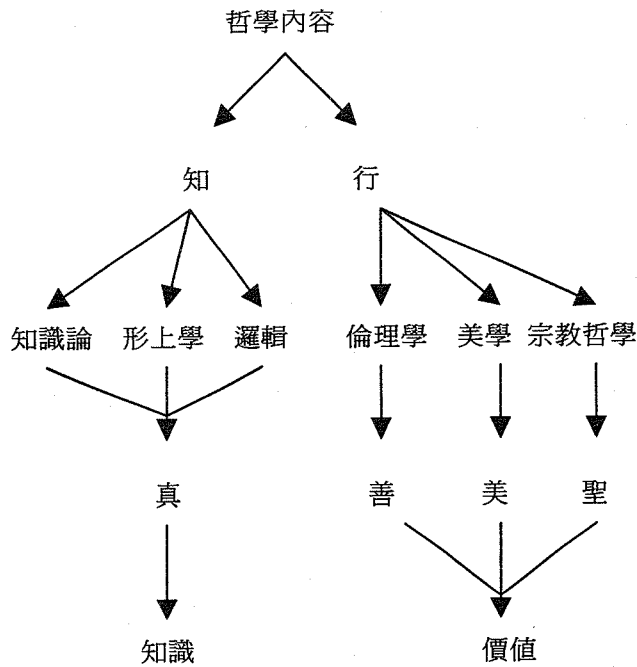 哲學內容
知 行
知識論 形上學 邏輯 倫理學 美學 宗教哲學
真 善 美 聖
知識 價値